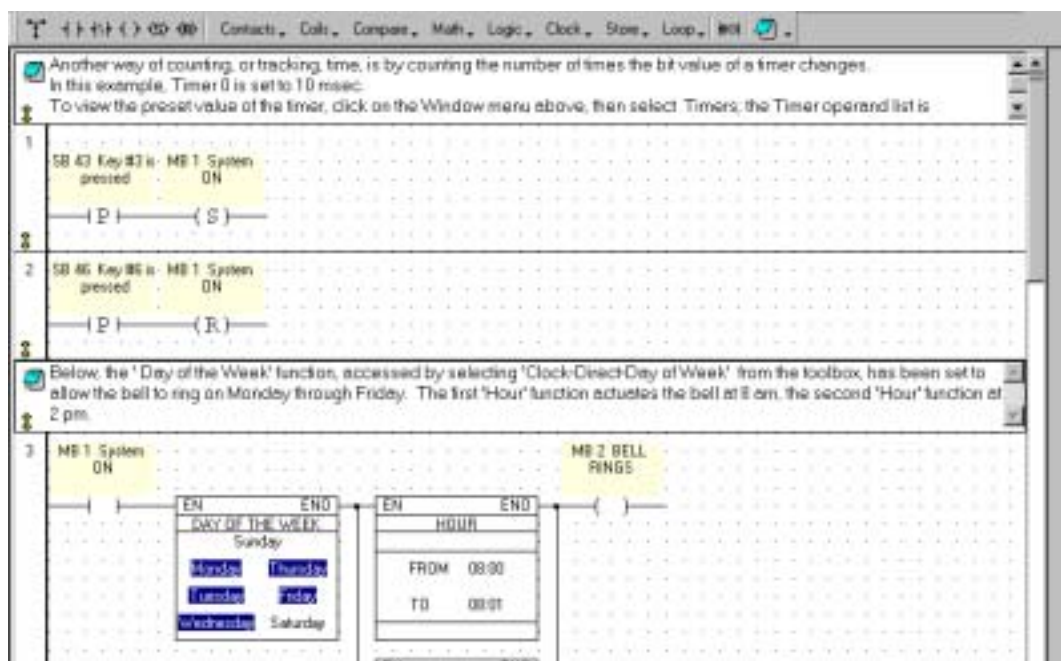 Contacts Coils Compare Math Logic Clock Store Loop
Another way of counting, or tracking, time, is by counting the number of times the bit value of a timer changes.
In this example, Timer 0 is set to 10 msec.
To view the preset value of the timer, click on the Window menu above, then select Timers; the Timer operand list is
1
SB 43 Key #3 is MB 1 System
pressed ON
P S
2
SB 46 Key #6 is MB 1 System
pressed ON
P R
Below, the ' Day of the Week' function, accessed by selecting 'Clock-Direct-Day of Week' from the toolbox, has been set to
allow the bell to ring on Monday through Friday. The first 'Hour' function actuates the bell at 8 am, the second 'Hour' function at
2 pm.
3
MB 1 System MB 2 BELL
ON RINGS
EN ENO EN ENO
DAY OF THE WEEK HOUR
Sunday
Monday Thursday FROM 08:00
Tuesday Friday TO 08:01
Wednesday Saturday